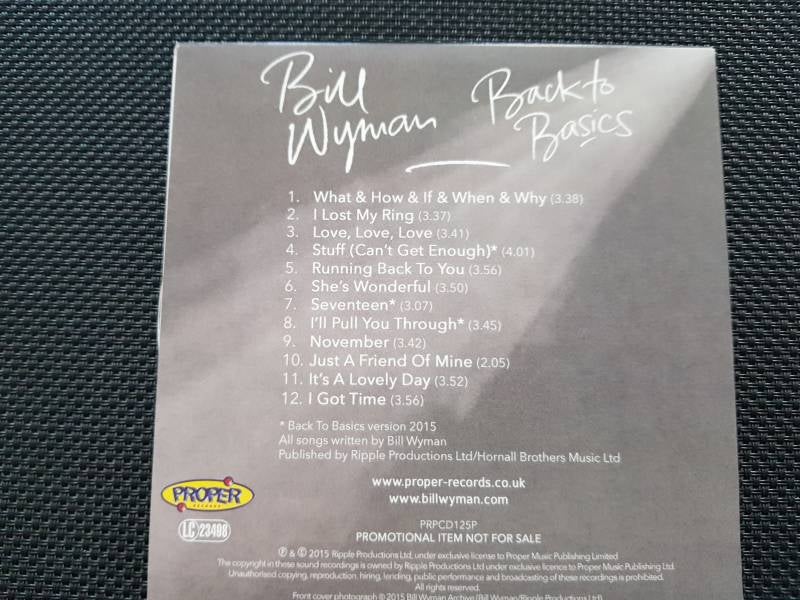 Bill Wyman
Back to Basics
1. What & How & If & When & Why (3.38)
2. I Lost My Ring (3.37)
3. Love, Love, Love (3.41)
4. Stuff (Can't Get Enough)* (4.01)
5. Running Back To You (3.56)
6. She's Wonderful (3.50)
7. Seventeen* (3.07)
8. I'll Pull You Through* (3.45)
9. November (3.42)
10. Just A Friend Of Mine (2.05)
11. It's A Lovely Day (3.52)
12. I Got Time (3.56)
* Back To Basics version 2015
All songs written by Bill Wyman
Published by Ripple Productions Ltd/Hornall Brothers Music Ltd
www.proper-records.co.uk
www.billwyman.com
PROPER
RECORDS
LC 23498
PRPCD125P
PROMOTIONAL ITEM NOT FOR SALE
℗ & © 2015 Ripple Productions Ltd, under exclusive license to Proper Music Publishing Limited
The copyright in these sound recordings is owned by Ripple Productions Ltd under exclusive licence to Proper Music Publishing Ltd.
Unauthorised copying, reproduction, hiring, lending, public performance and broadcasting of these recordings is prohibited.
All rights reserved.
Front cover photograph © 2015 Bill Wyman Archive (Bill Wyman/Ripple Productions Ltd)